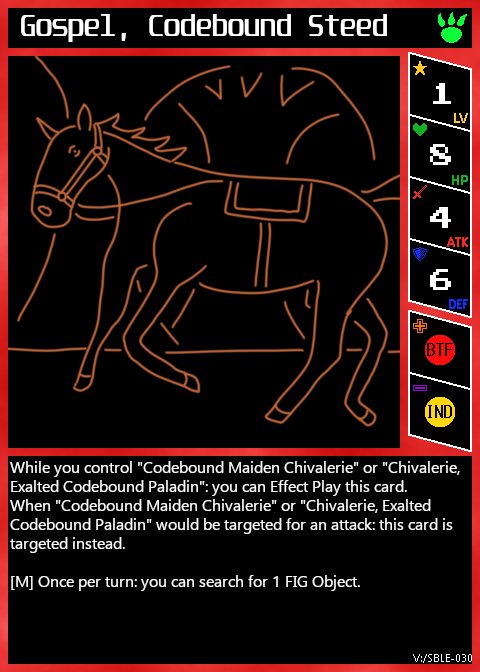 Gospel, Codebound Steed
1
LV
8
HP
4
ATK
6
DEF
BTF
IND
While you control "Codebound Maiden Chivalerie" or "Chivalerie,
Exalted Codebound Paladin": you can Effect Play this card.
When "Codebound Maiden Chivalerie" or "Chivalerie, Exalted
Codebound Paladin" would be targeted for an attack: this card is
targeted instead.
[M] Once per turn: you can search for 1 FIG Object.
V:/SBLE-030